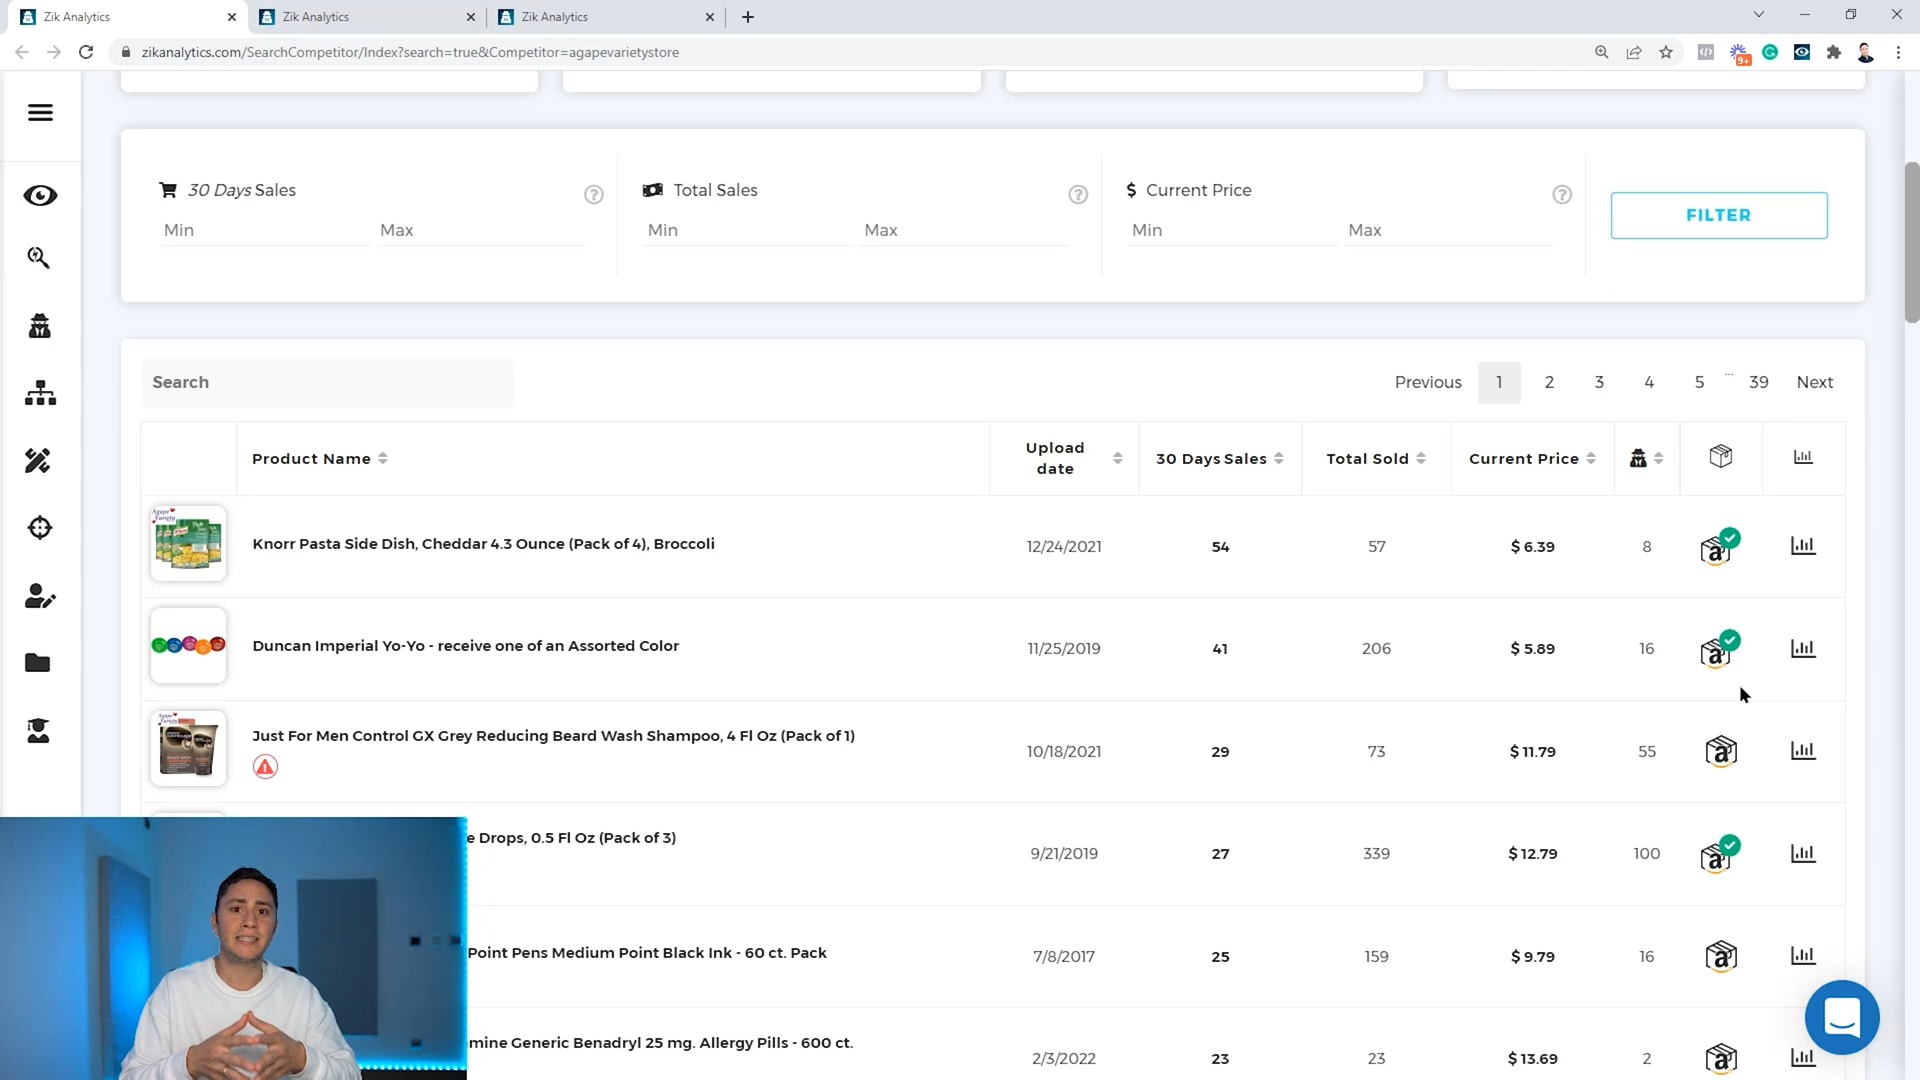 Zik Analytics
Zik Analytics
Zik Analytics
zikanalytics.com/SearchCompetitor/Index?search=true&Competitor=agapevarietystore
9+
30 Days Sales
Min
Max
Total Sales
Min
Max
$ Current Price
Min
Max
FILTER
Search
Previous 1 2 3 4 5 ... 39 Next
Product Name
Upload date
30 Days Sales
Total Sold
Current Price
Knorr Pasta Side Dish, Cheddar 4.3 Ounce (Pack of 4), Broccoli
12/24/2021
54
57
$ 6.39
8
Duncan Imperial Yo-Yo - receive one of an Assorted Color
11/25/2019
41
206
$ 5.89
16
Just For Men Control GX Grey Reducing Beard Wash Shampoo, 4 Fl Oz (Pack of 1)
10/18/2021
29
73
$ 11.79
55
e Drops, 0.5 Fl Oz (Pack of 3)
9/21/2019
27
339
$ 12.79
100
Point Pens Medium Point Black Ink - 60 ct. Pack
7/8/2017
25
159
$ 9.79
16
mine Generic Benadryl 25 mg. Allergy Pills - 600 ct.
2/3/2022
23
23
$ 13.69
2